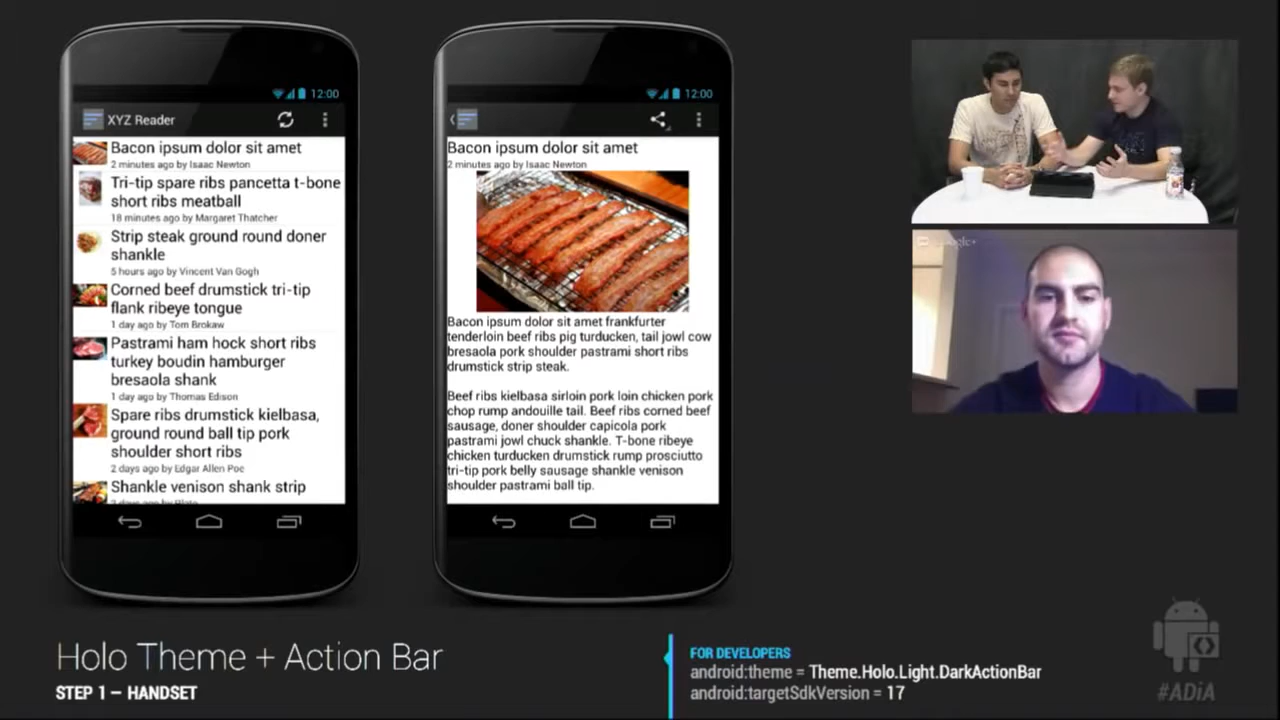 12:00
XYZ Reader
Bacon ipsum dolor sit amet
2 minutes ago by Isaac Newton
Tri-tip spare ribs pancetta t-bone
short ribs meatball
18 minutes ago by Margaret Thatcher
Strip steak ground round doner
shankle
5 hours ago by Vincent Van Gogh
Corned beef drumstick tri-tip
flank ribeye tongue
1 day ago by Tom Brokaw
Pastrami ham hock short ribs
turkey boudin hamburger
bresaola shank
1 day ago by Thomas Edison
Spare ribs drumstick kielbasa,
ground round ball tip pork
shoulder short ribs
2 days ago by Edgar Allen Poe
Shankle venison shank strip
12:00
Bacon ipsum dolor sit amet
2 minutes ago by Isaac Newton
Bacon ipsum dolor sit amet frankfurter
tenderloin beef ribs pig turducken, tail jowl cow
bresaola pork shoulder pastrami short ribs
drumstick strip steak.
Beef ribs kielbasa sirloin pork loin chicken pork
chop rump andouille tail. Beef ribs corned beef
sausage, doner shoulder capicola pork
pastrami jowl chuck shankle. T-bone ribeye
chicken turducken drumstick rump prosciutto
tri-tip pork belly sausage shankle venison
shoulder pastrami ball tip.
Holo Theme + Action Bar
STEP 1 – HANDSET
FOR DEVELOPERS
android:theme = Theme.Holo.Light.DarkActionBar
android:targetSdkVersion = 17
#ADiA